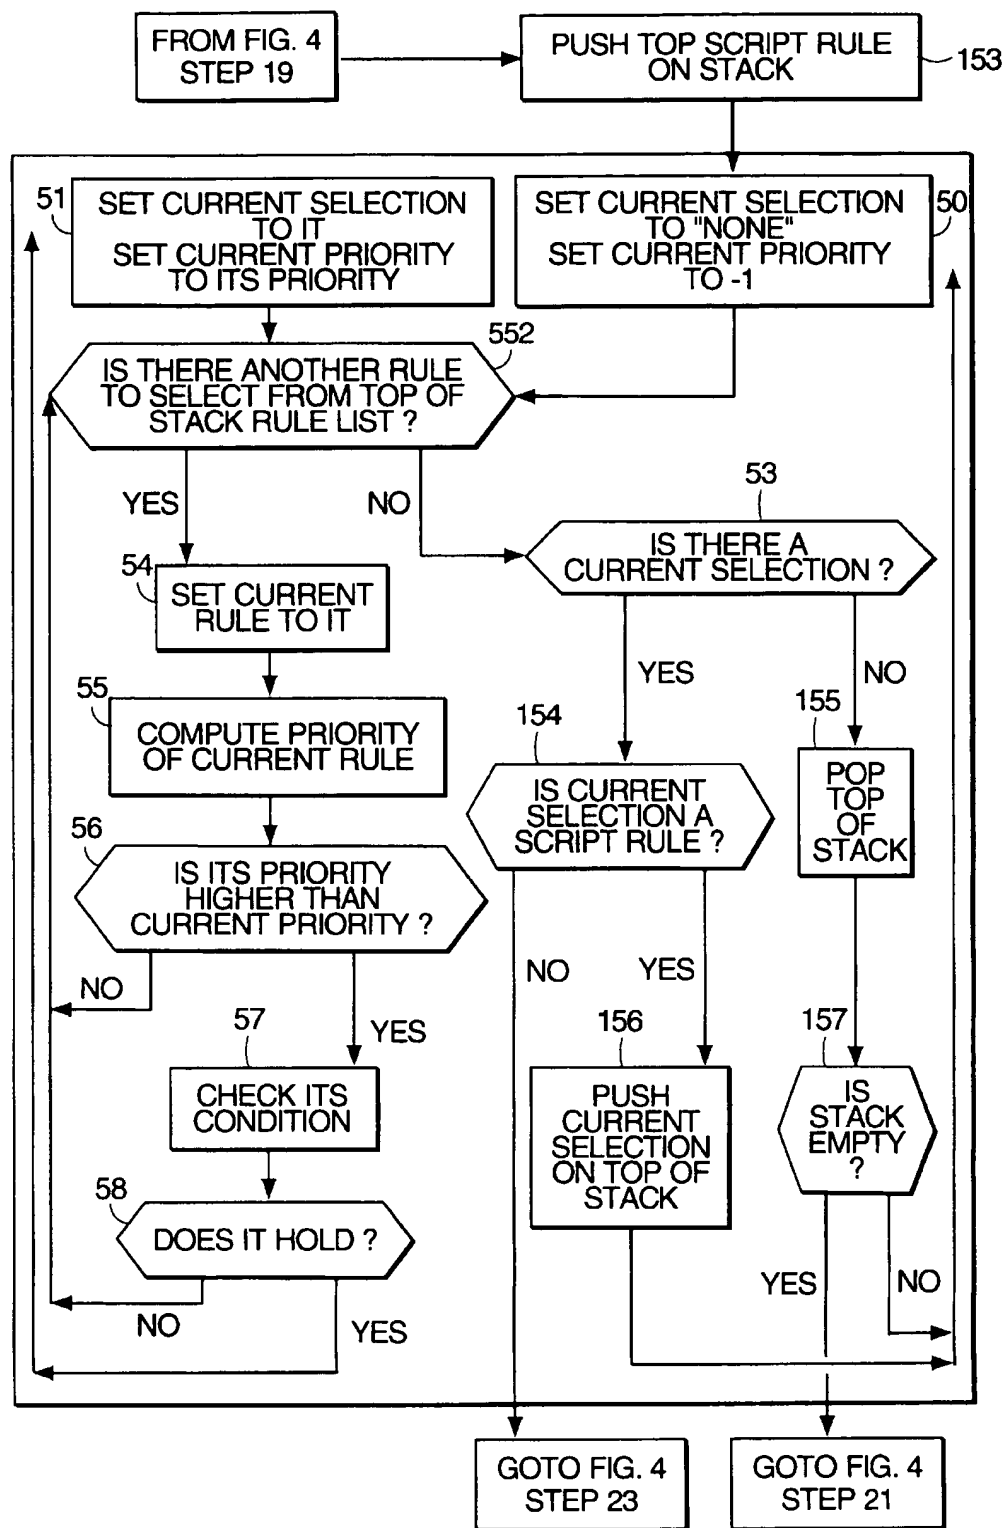 FROM FIG. 4
STEP 19
PUSH TOP SCRIPT RULE
ON STACK
153
51
SET CURRENT SELECTION
TO IT
SET CURRENT PRIORITY
TO ITS PRIORITY
SET CURRENT SELECTION
TO "NONE"
SET CURRENT PRIORITY
TO -1
50
552
IS THERE ANOTHER RULE
TO SELECT FROM TOP OF
STACK RULE LIST ?
YES
NO
53
IS THERE A
CURRENT SELECTION ?
54
SET CURRENT
RULE TO IT
YES
NO
55
COMPUTE PRIORITY
OF CURRENT RULE
154
IS CURRENT
SELECTION A
SCRIPT RULE ?
155
POP
TOP
OF
STACK
56
IS ITS PRIORITY
HIGHER THAN
CURRENT PRIORITY ?
NO
YES
NO
YES
57
CHECK ITS
CONDITION
156
PUSH
CURRENT
SELECTION
ON TOP OF
STACK
157
IS
STACK
EMPTY
?
58
DOES IT HOLD ?
NO
YES
YES
NO
GOTO FIG. 4
STEP 23
GOTO FIG. 4
STEP 21